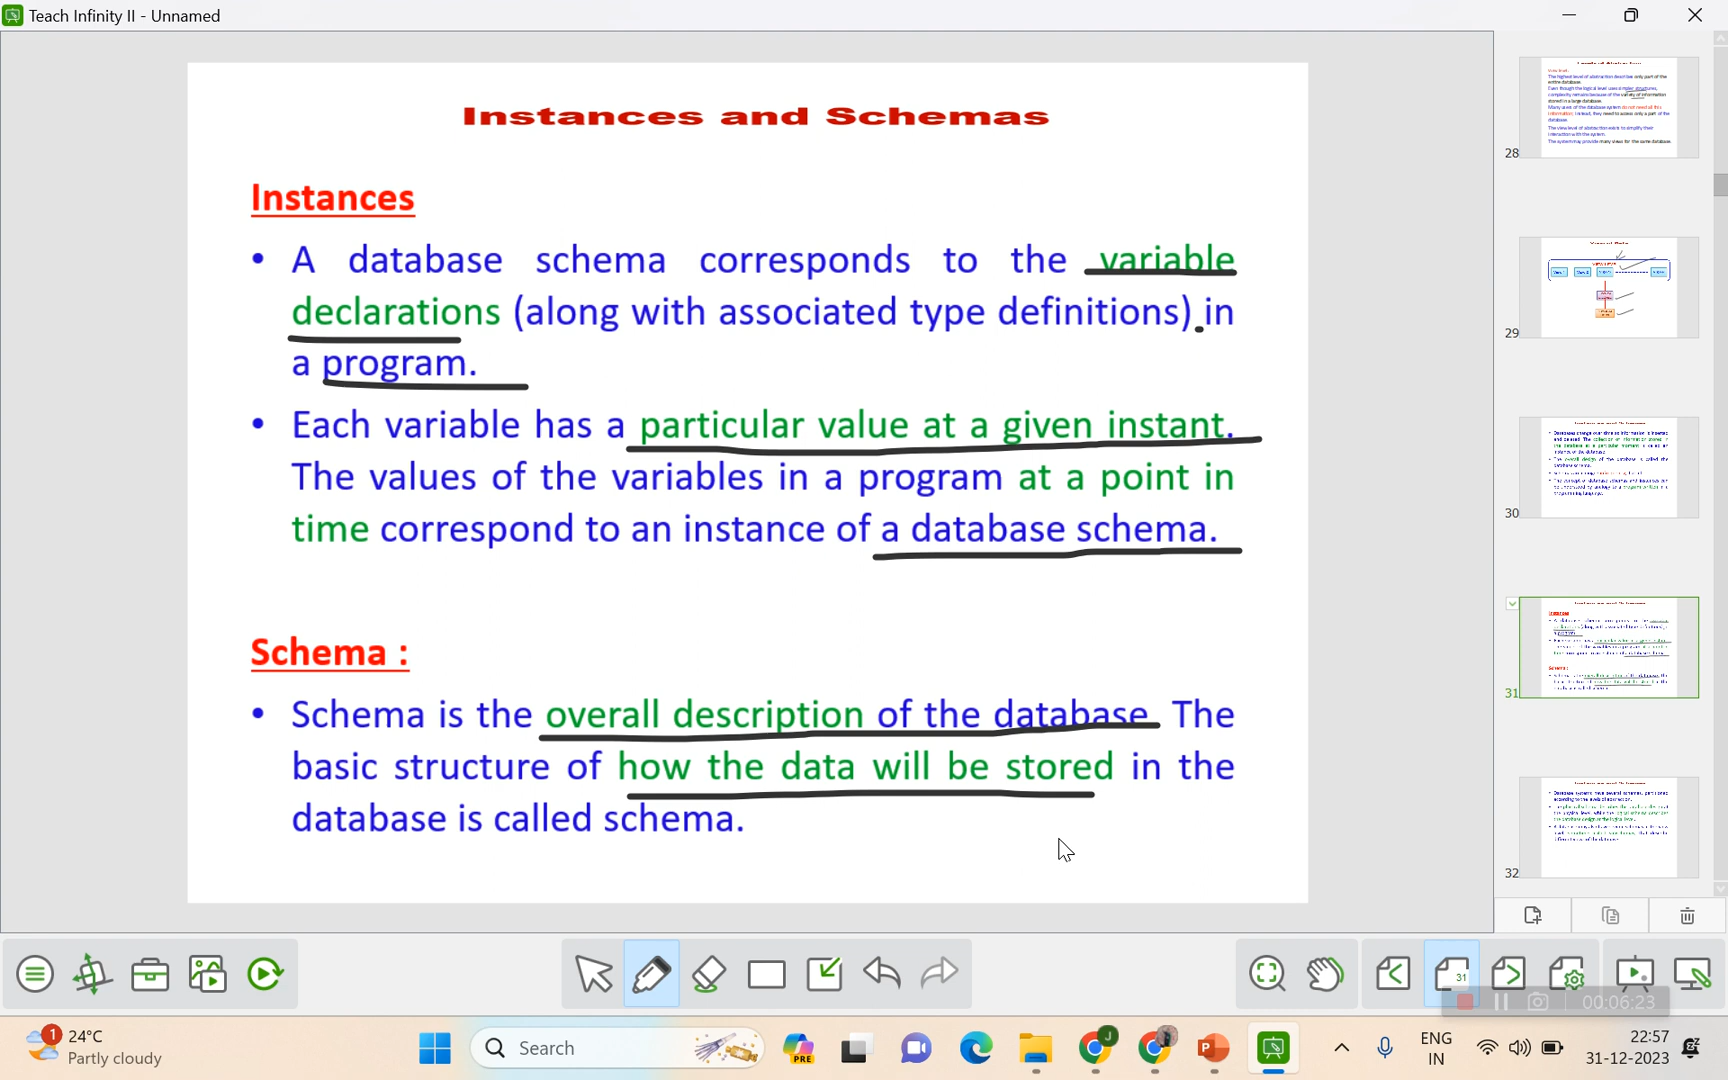 Teach Infinity II - Unnamed
Instances and Schemas
Instances
• A database schema corresponds to the variable
declarations (along with associated type definitions) in
a program.
• Each variable has a particular value at a given instant.
The values of the variables in a program at a point in
time correspond to an instance of a database schema.
Schema :
• Schema is the overall description of the database The
basic structure of how the data will be stored in the
database is called schema.
28
29
30
31
32
31
00:06:23
1
24°C
Partly cloudy
Search
PRE
ENG
IN
22:57
31-12-2023